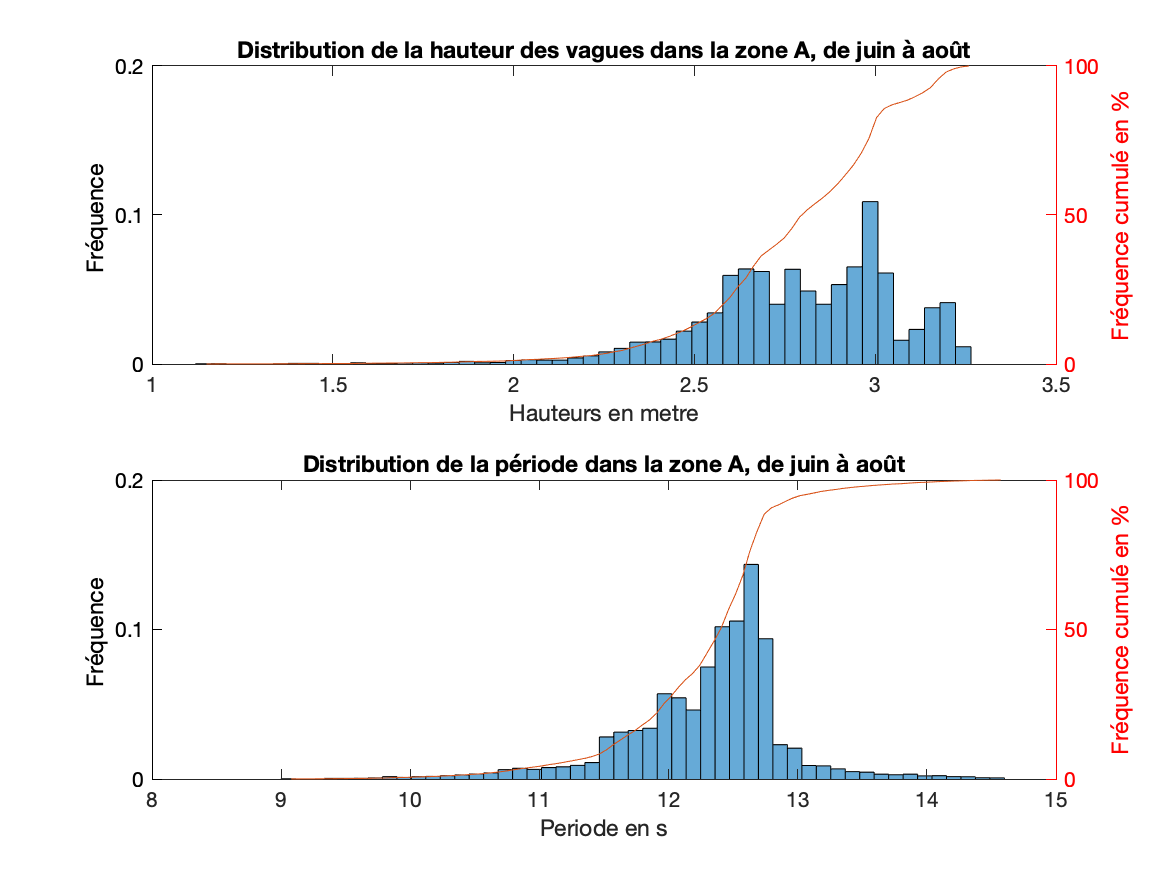 Distribution de la hauteur des vagues dans la zone A, de juin à août
0.2
0.1
0
Fréquence
100
50
0
Fréquence cumulé en %
1 1.5 2 2.5 3 3.5
Hauteurs en metre
Distribution de la période dans la zone A, de juin à août
0.2
0.1
0
Fréquence
100
50
0
Fréquence cumulé en %
8 9 10 11 12 13 14 15
Periode en s